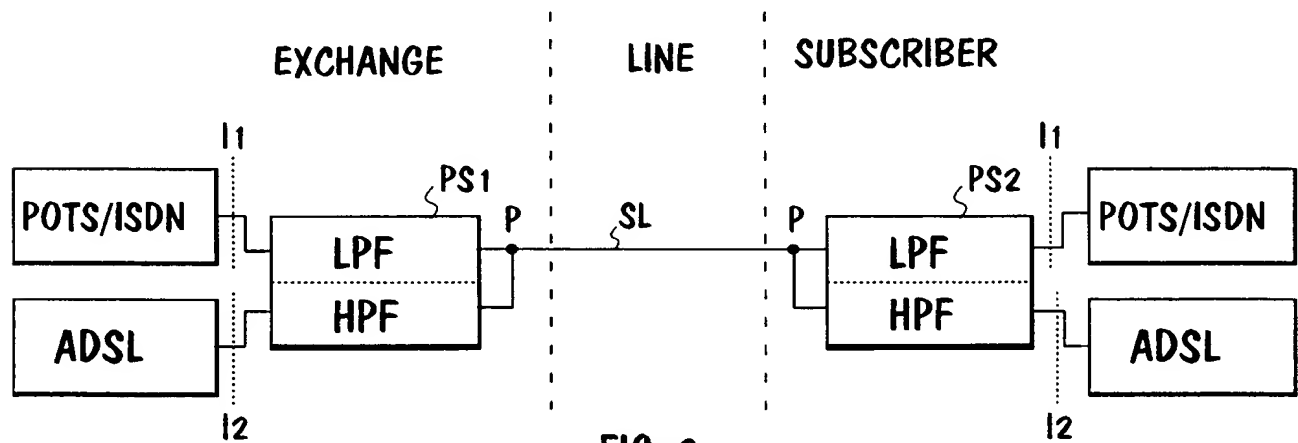 EXCHANGE
LINE
SUBSCRIBER
I1
I1
PS1
PS2
POTS/ISDN
P
SL
P
POTS/ISDN
LPF
LPF
HPF
HPF
ADSL
ADSL
I2
I2